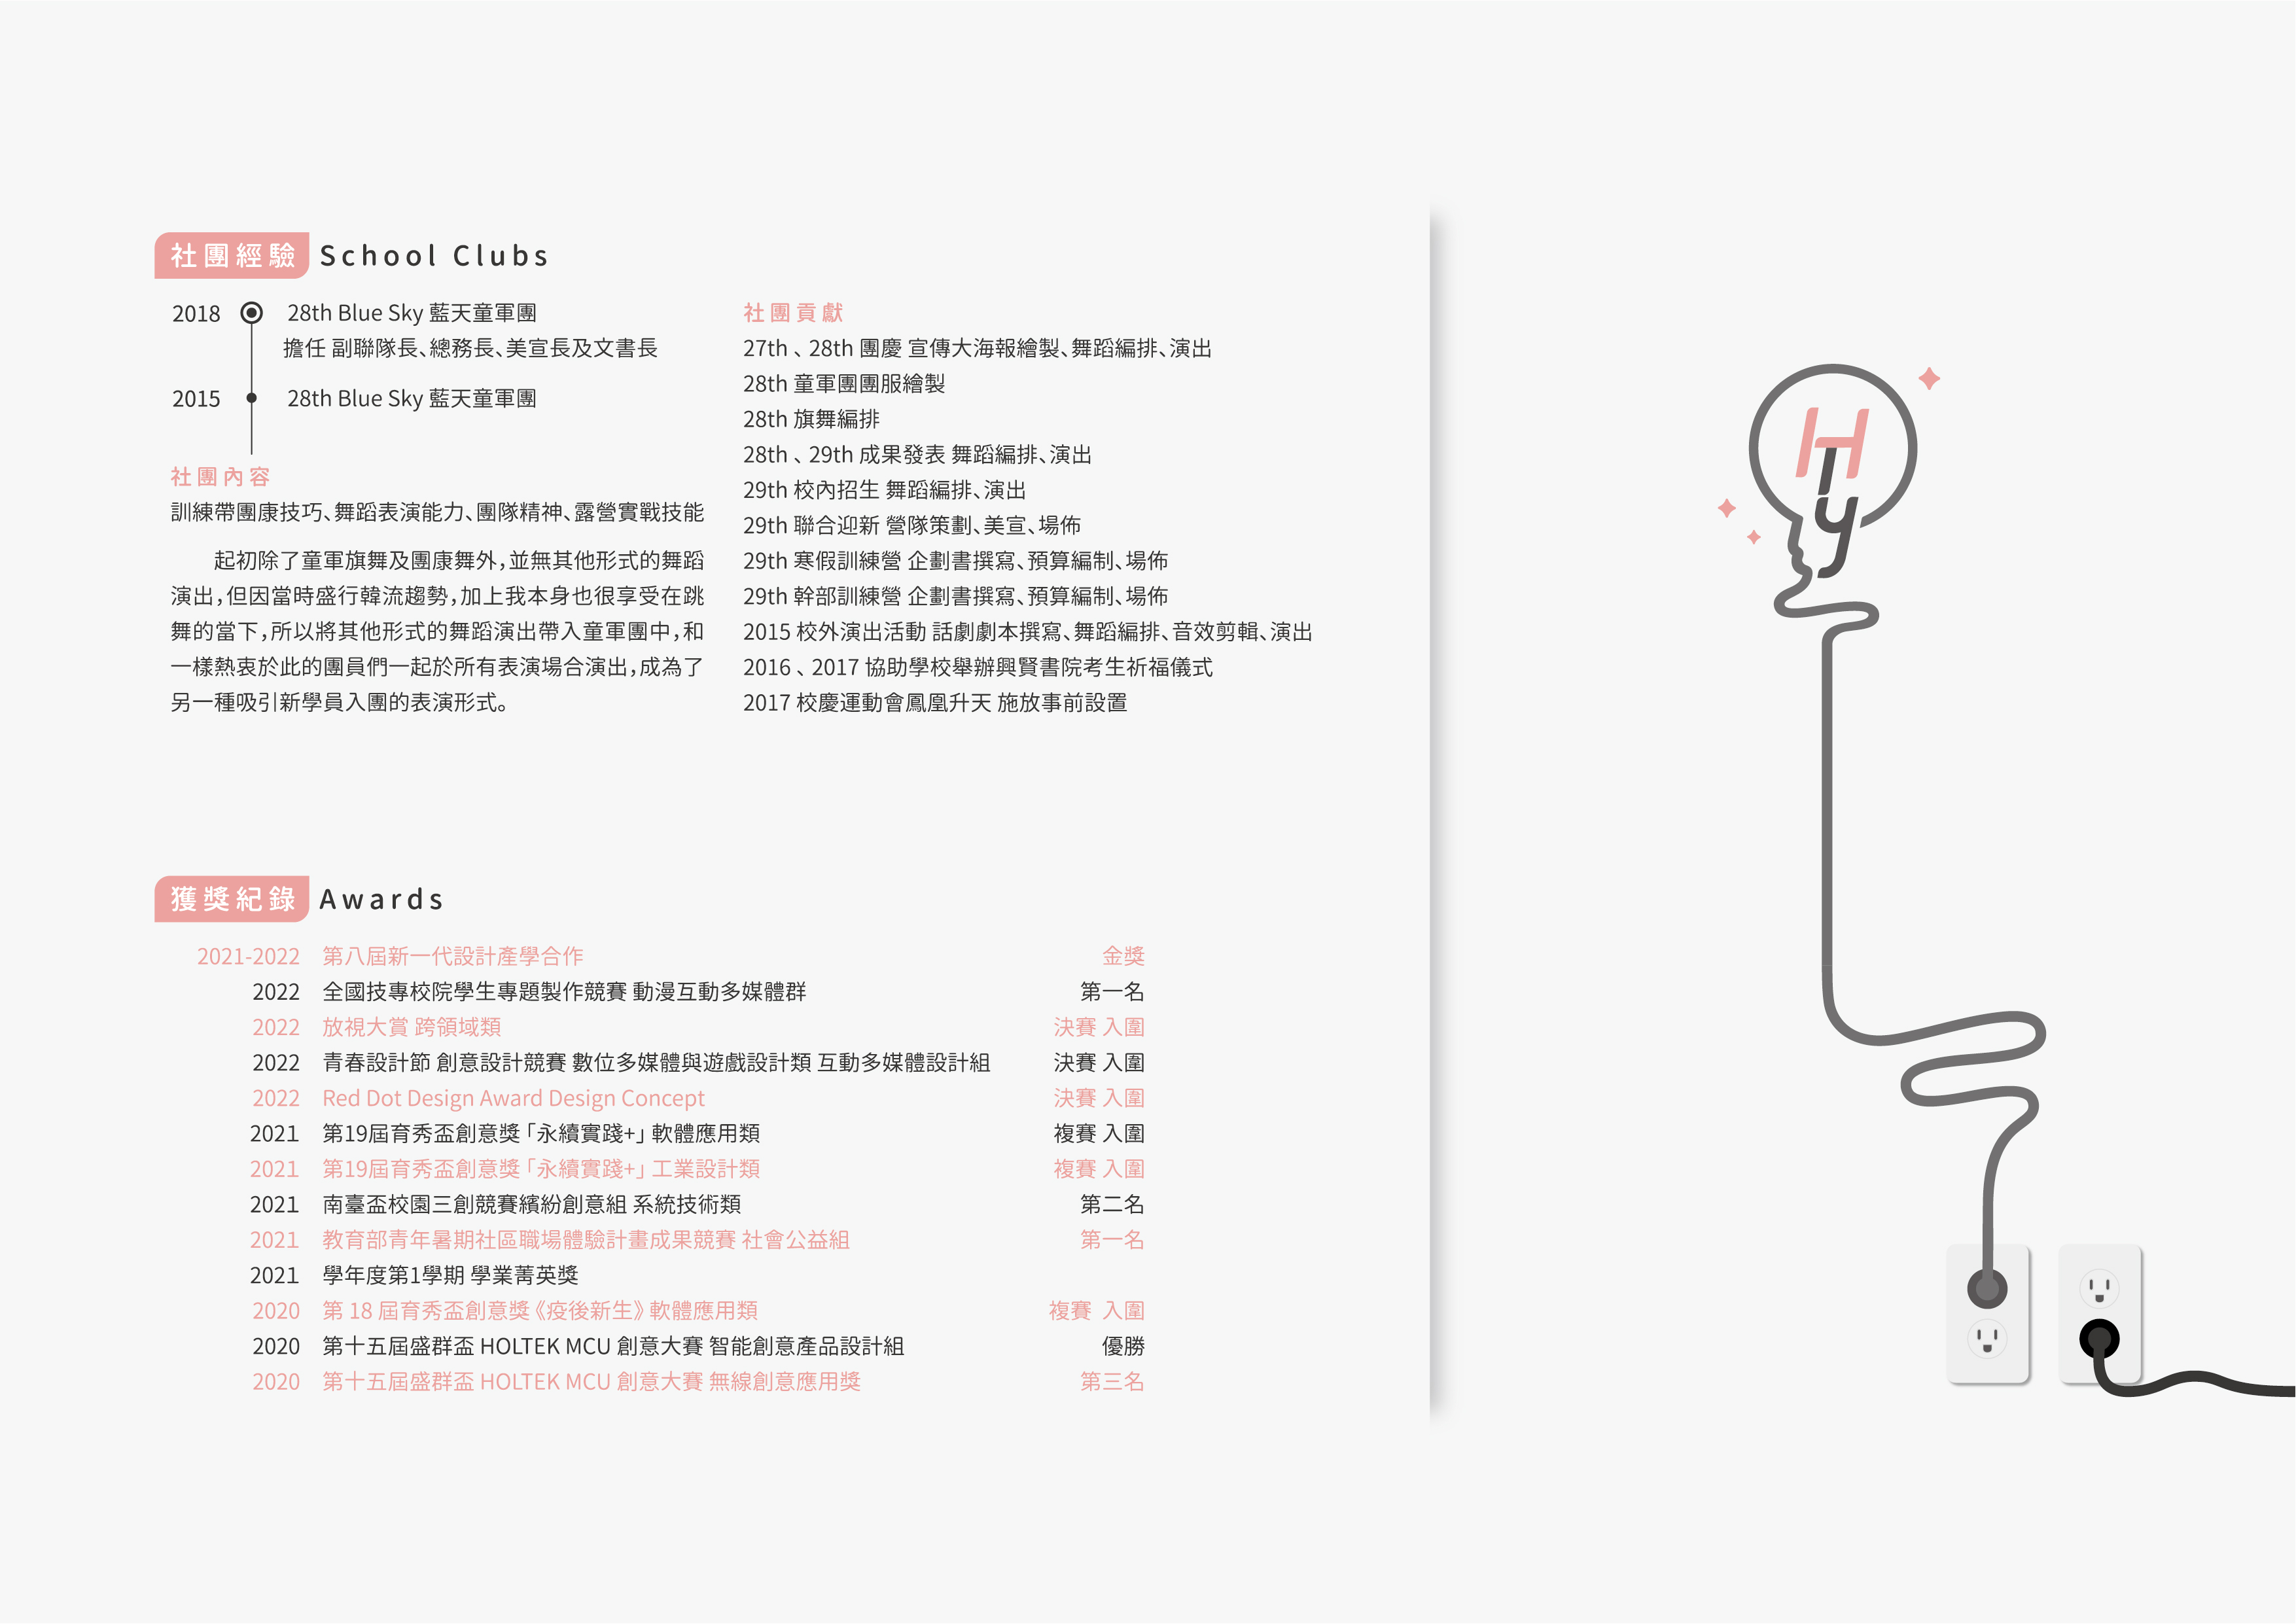 社團經驗 School Clubs
2018 28th Blue Sky 藍天童軍團
擔任 副聯隊長、總務長、美宣長及文書長
2015 28th Blue Sky 藍天童軍團
社團內容
訓練帶團康技巧、舞蹈表演能力、團隊精神、露營實戰技能
起初除了童軍旗舞及團康舞外,並無其他形式的舞蹈
演出,但因當時盛行韓流趨勢,加上我本身也很享受在跳
舞的當下,所以將其他形式的舞蹈演出帶入童軍團中,和
一樣熱衷於此的團員們一起於所有表演場合演出,成為了
另一種吸引新學員入團的表演形式。
社團貢獻
27th 、 28th 團慶 宣傳大海報繪製、舞蹈編排、演出
28th 童軍團團服繪製
28th 旗舞編排
28th 、 29th 成果發表 舞蹈編排、演出
29th 校內招生 舞蹈編排、演出
29th 聯合迎新 營隊策劃、美宣、場佈
29th 寒假訓練營 企劃書撰寫、預算編制、場佈
29th 幹部訓練營 企劃書撰寫、預算編制、場佈
2015 校外演出活動 話劇劇本撰寫、舞蹈編排、音效剪輯、演出
2016 、 2017 協助學校舉辦興賢書院考生祈福儀式
2017 校慶運動會鳳凰升天 施放事前設置
獲獎紀錄 Awards
2021-2022 第八屆新一代設計產學合作 金獎
2022 全國技專校院學生專題製作競賽 動漫互動多媒體群 第一名
2022 放視大賞 跨領域類 決賽 入圍
2022 青春設計節 創意設計競賽 數位多媒體與遊戲設計類 互動多媒體設計組 決賽 入圍
2022 Red Dot Design Award Design Concept 決賽 入圍
2021 第19屆育秀盃創意獎「永續實踐+」軟體應用類 複賽 入圍
2021 第19屆育秀盃創意獎「永續實踐+」工業設計類 複賽 入圍
2021 南臺盃校園三創競賽繽紛創意組 系統技術類 第二名
2021 教育部青年暑期社區職場體驗計畫成果競賽 社會公益組 第一名
2021 學年度第1學期 學業菁英獎
2020 第 18 屆育秀盃創意獎《疫後新生》軟體應用類 複賽 入圍
2020 第十五屆盛群盃 HOLTEK MCU 創意大賽 智能創意產品設計組 優勝
2020 第十五屆盛群盃 HOLTEK MCU 創意大賽 無線創意應用獎 第三名
HTy